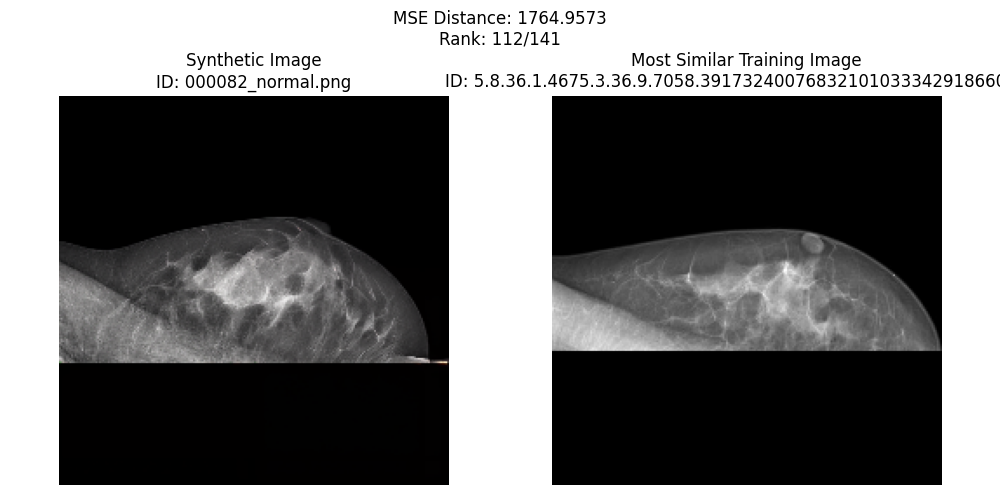 MSE Distance: 1764.9573
Rank: 112/141
Synthetic Image
ID: 000082_normal.png
Most Similar Training Image
ID: 5.8.36.1.4675.3.36.9.7058.39173240076832101033342918660